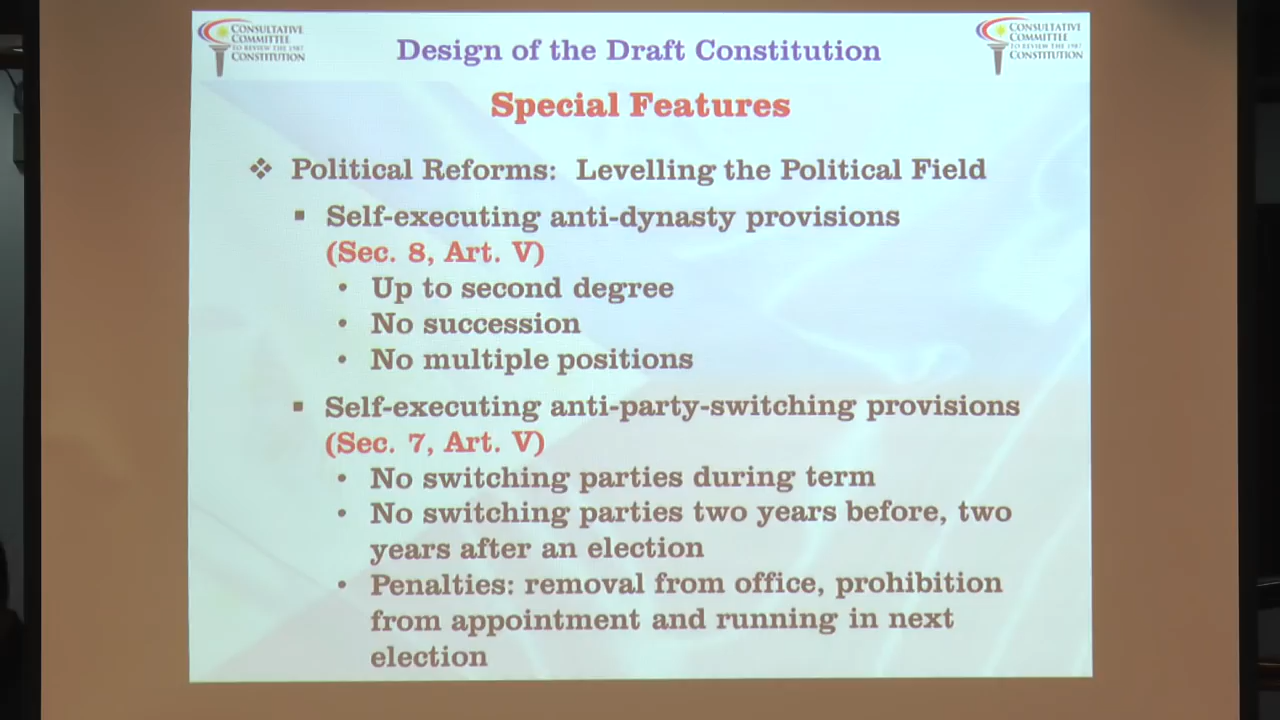 CONSULTATIVE
COMMITTEE
TO REVIEW THE 1987
CONSTITUTION
Design of the Draft Constitution
CONSULTATIVE
COMMITTEE
TO REVIEW THE 1987
CONSTITUTION
Special Features
❖ Political Reforms: Levelling the Political Field
▪ Self-executing anti-dynasty provisions
(Sec. 8, Art. V)
• Up to second degree
• No succession
• No multiple positions
▪ Self-executing anti-party-switching provisions
(Sec. 7, Art. V)
• No switching parties during term
• No switching parties two years before, two
years after an election
• Penalties: removal from office, prohibition
from appointment and running in next
election